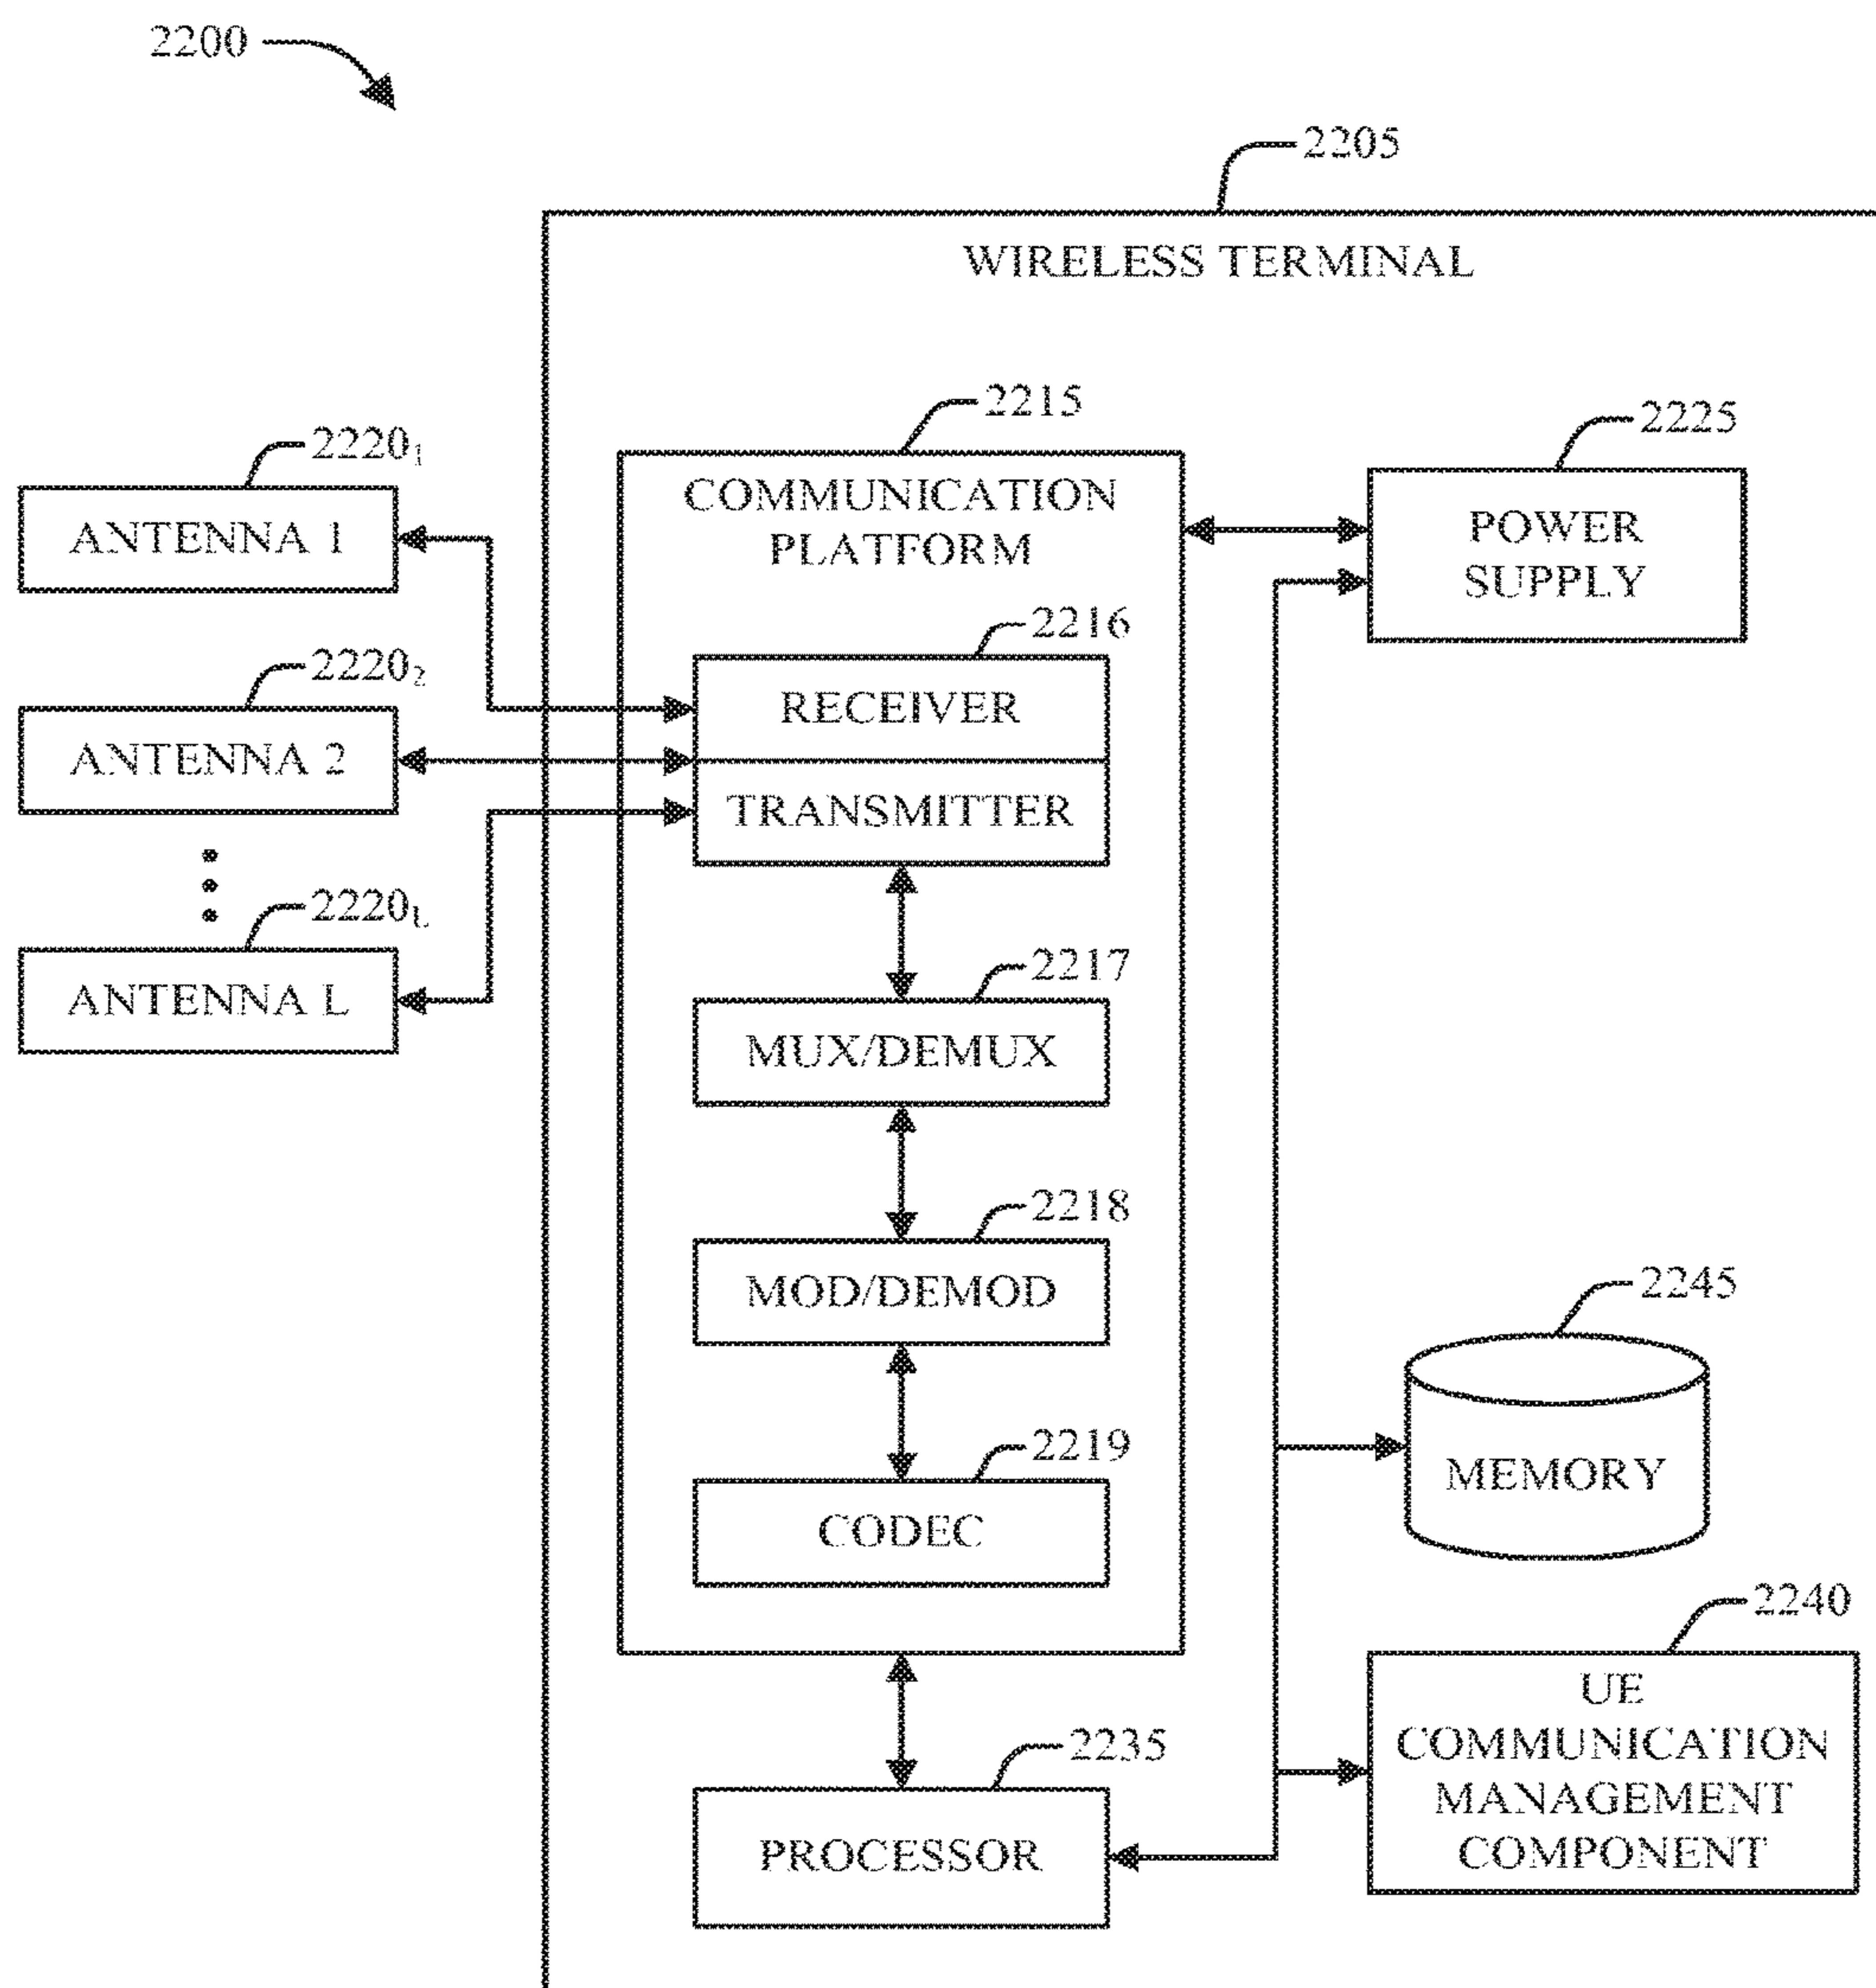 2200
2205
WIRELESS TERMINAL
2215
2225
COMMUNICATION
PLATFORM
POWER
SUPPLY
2220₁
ANTENNA 1
2216
RECEIVER
2220₂
ANTENNA 2
TRANSMITTER
2220L
ANTENNA L
2217
MUX/DEMUX
2218
MOD/DEMOD
2245
MEMORY
2219
CODEC
2240
UE
COMMUNICATION
MANAGEMENT
COMPONENT
2235
PROCESSOR